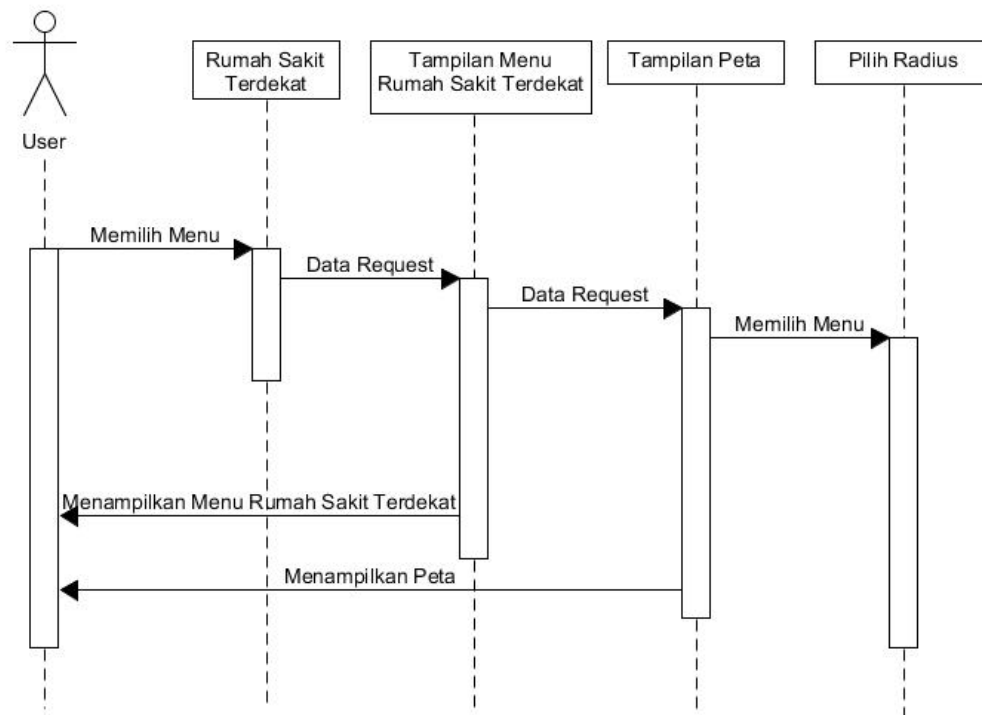 User
Rumah Sakit
Terdekat
Tampilan Menu
Rumah Sakit Terdekat
Tampilan Peta
Pilih Radius
Memilih Menu
Data Request
Data Request
Memilih Menu
Menampilkan Menu Rumah Sakit Terdekat
Menampilkan Peta